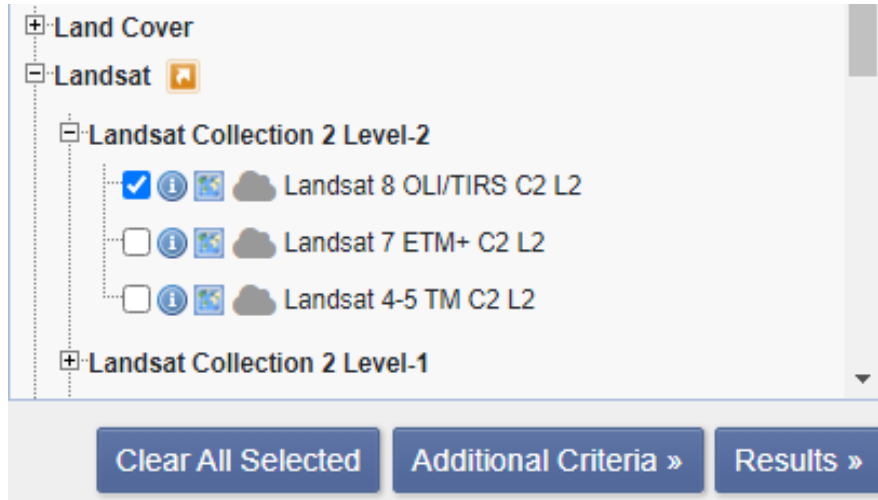 Land Cover
Landsat
Landsat Collection 2 Level-2
Landsat 8 OLI/TIRS C2 L2
Landsat 7 ETM+ C2 L2
Landsat 4-5 TM C2 L2
Landsat Collection 2 Level-1
Clear All Selected Additional Criteria » Results »